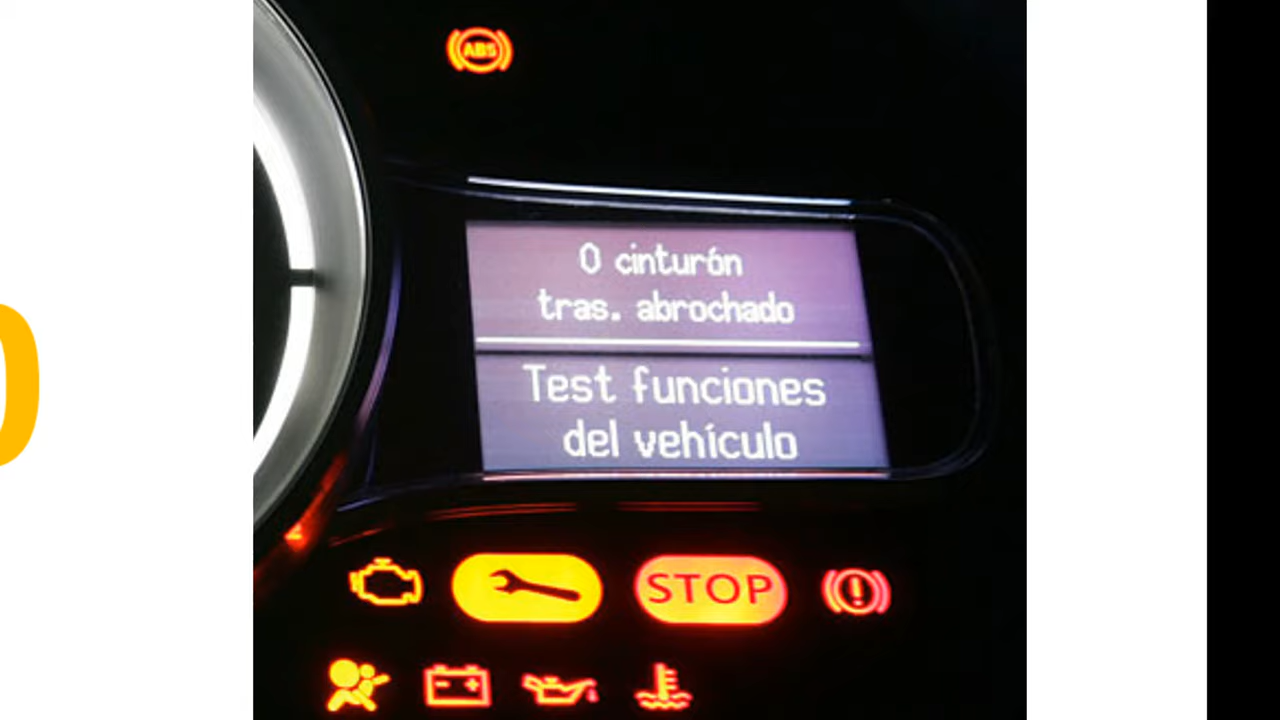 ABS
0 cinturón
tras. abrochado
Test funciones
del vehículo
STOP